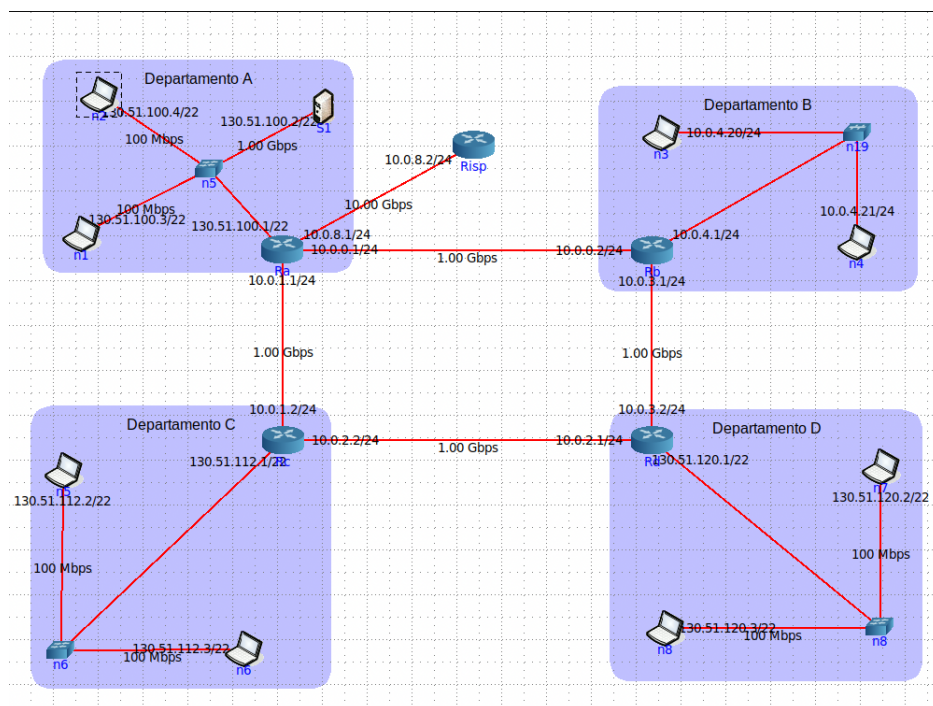 Departamento A
n2
130.51.100.4/22
100 Mbps
130.51.100.2/22
S1
1.00 Gbps
n5
100 Mbps
130.51.100.3/22
n1
130.51.100.1/22
10.0.8.2/24
Risp
10.00 Gbps
10.0.8.1/24
10.0.0.1/24
Ra
10.0.1.1/24
1.00 Gbps
Departamento B
n3
10.0.4.20/24
n19
10.0.4.21/24
n4
10.0.4.1/24
10.0.0.2/24
Rb
10.0.3.1/24
1.00 Gbps
1.00 Gbps
10.0.1.2/24
10.0.3.2/24
Departamento C
10.0.2.2/24
1.00 Gbps
10.0.2.1/24
130.51.112.1/22
Rc
n5
130.51.112.2/22
100 Mbps
n6
130.51.112.3/22
100 Mbps
n6
Departamento D
Rd
130.51.120.1/22
n7
130.51.120.2/22
100 Mbps
n8
130.51.120.3/22
100 Mbps
n8